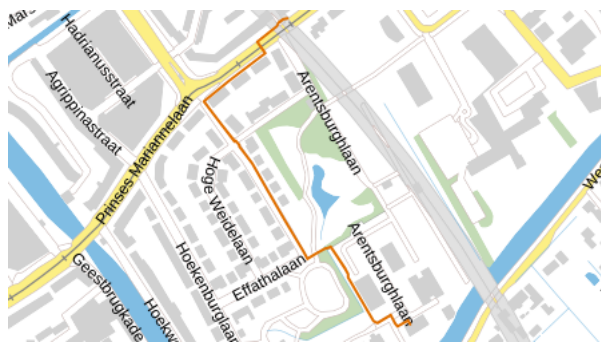 Hadrianusstraat
Agrippinastraat
Arentsburghlaan
Prinses Mariannelaan
Hoge Weidelaan
Arentsburghlaan
Effathalaan
Hoekenburglaan
Geestbrugkade